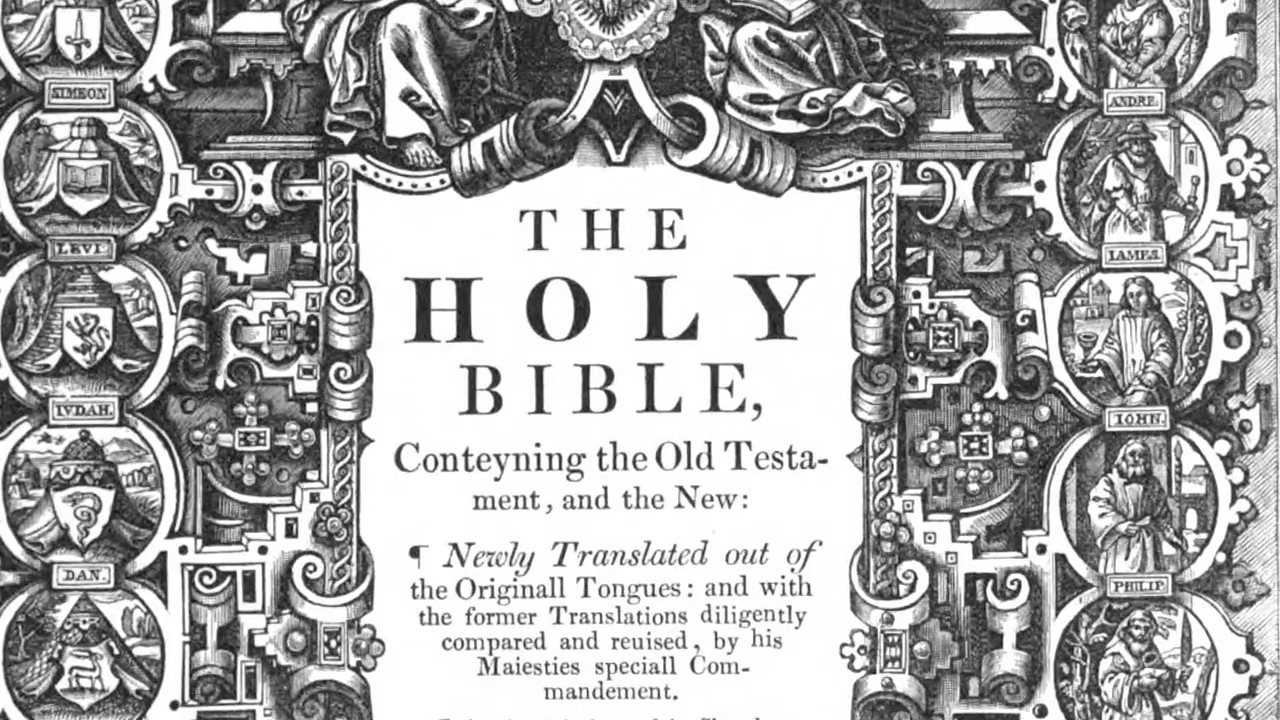 SIMEON
LEVI
IVDAH.
DAN.
THE
HOLY
BIBLE,
Conteyning the Old Testa-
ment, and the New:
¶ Newly Translated out of
the Originall Tongues: and with
the former Translations diligently
compared and reuised, by his
Maiesties speciall Com-
mandement.
ANDRE.
IAMES.
IOHN.
PHILIP.